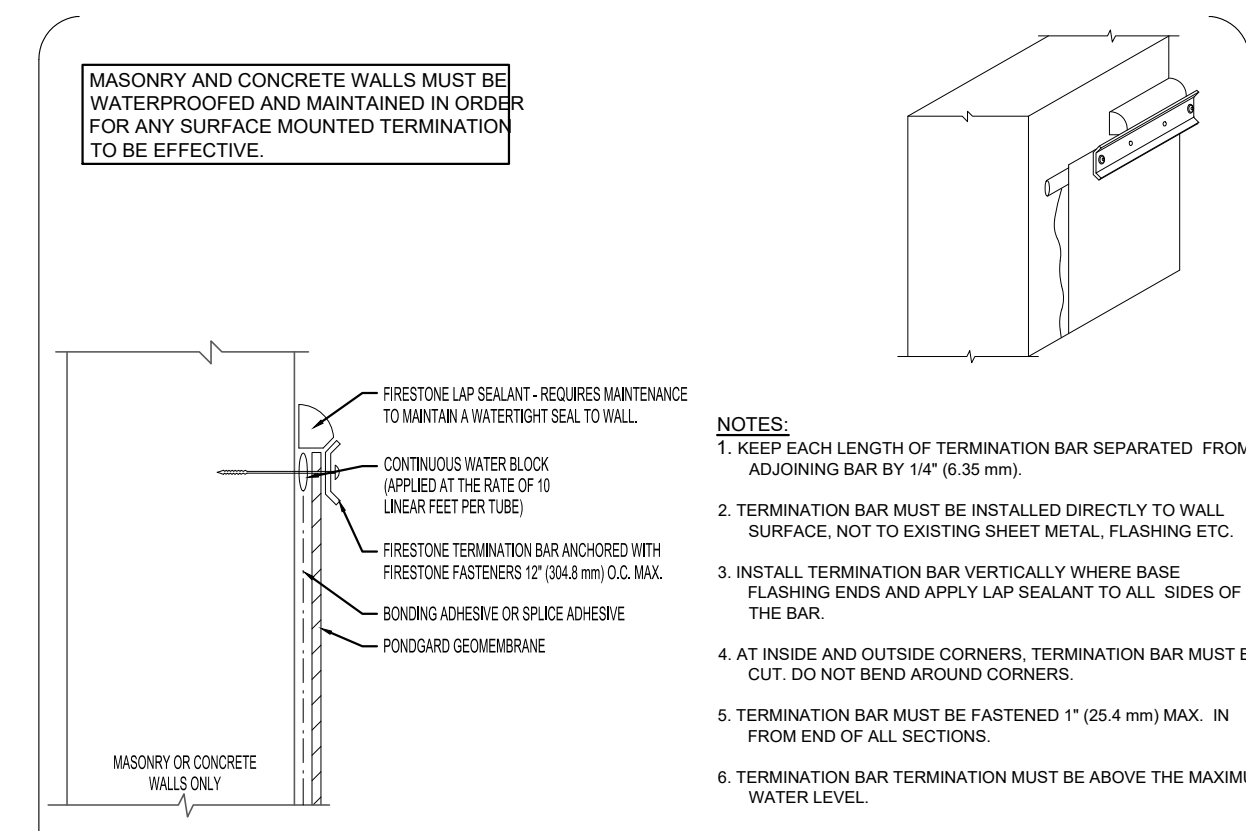 MASONRY AND CONCRETE WALLS MUST BE
WATERPROOFED AND MAINTAINED IN ORDER
FOR ANY SURFACE MOUNTED TERMINATION
TO BE EFFECTIVE.
FIRESTONE LAP SEALANT - REQUIRES MAINTENANCE
TO MAINTAIN A WATERTIGHT SEAL TO WALL.
CONTINUOUS WATER BLOCK
(APPLIED AT THE RATE OF 10
LINEAR FEET PER TUBE)
FIRESTONE TERMINATION BAR ANCHORED WITH
FIRESTONE FASTENERS 12" (304.8 mm) O.C. MAX.
BONDING ADHESIVE OR SPLICE ADHESIVE
PONDGARD GEOMEMBRANE
MASONRY OR CONCRETE
WALLS ONLY
NOTES:
1. KEEP EACH LENGTH OF TERMINATION BAR SEPARATED FROM
ADJOINING BAR BY 1/4" (6.35 mm).
2. TERMINATION BAR MUST BE INSTALLED DIRECTLY TO WALL
SURFACE, NOT TO EXISTING SHEET METAL, FLASHING ETC.
3. INSTALL TERMINATION BAR VERTICALLY WHERE BASE
FLASHING ENDS AND APPLY LAP SEALANT TO ALL SIDES OF
THE BAR.
4. AT INSIDE AND OUTSIDE CORNERS, TERMINATION BAR MUST B
CUT. DO NOT BEND AROUND CORNERS.
5. TERMINATION BAR MUST BE FASTENED 1" (25.4 mm) MAX. IN
FROM END OF ALL SECTIONS.
6. TERMINATION BAR TERMINATION MUST BE ABOVE THE MAXIMU
WATER LEVEL.